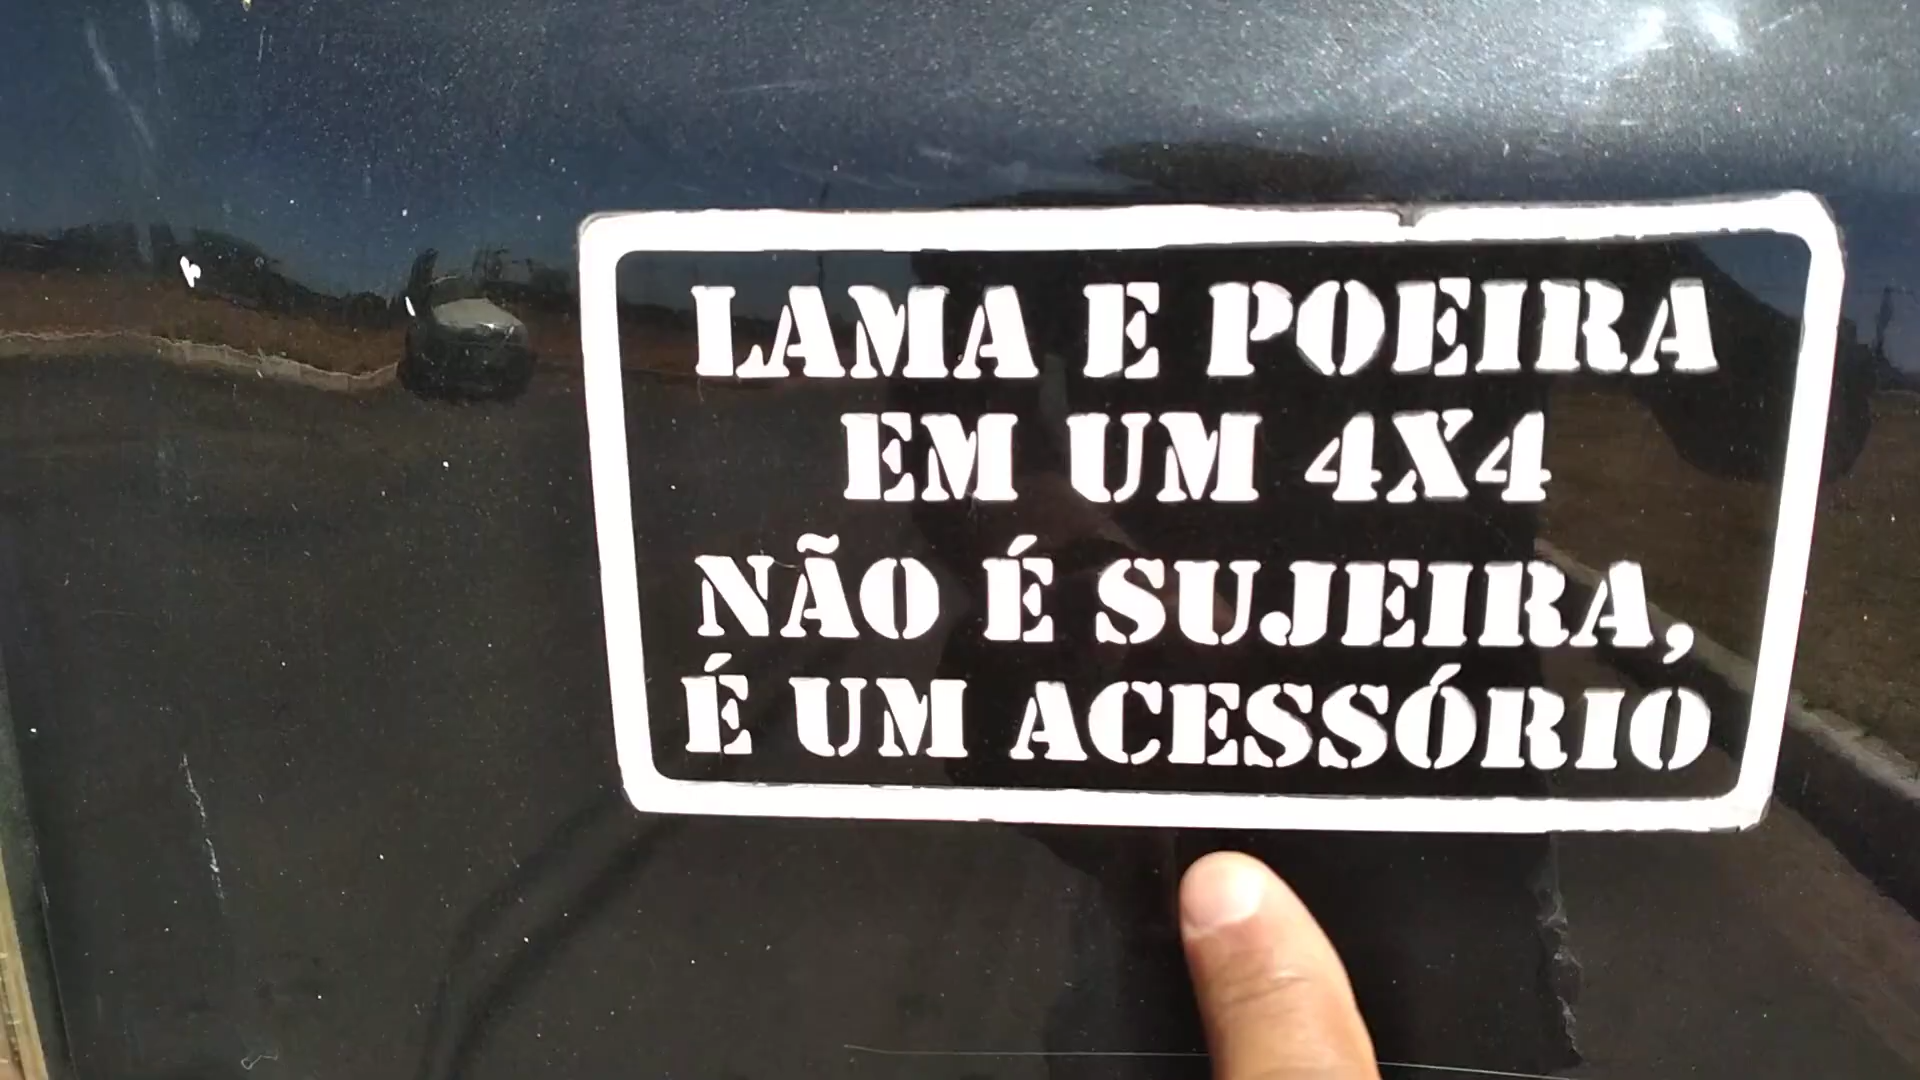 LAMA E POEIRA
EM UM 4X4
NÃO É SUJEIRA,
É UM ACESSÓRIO